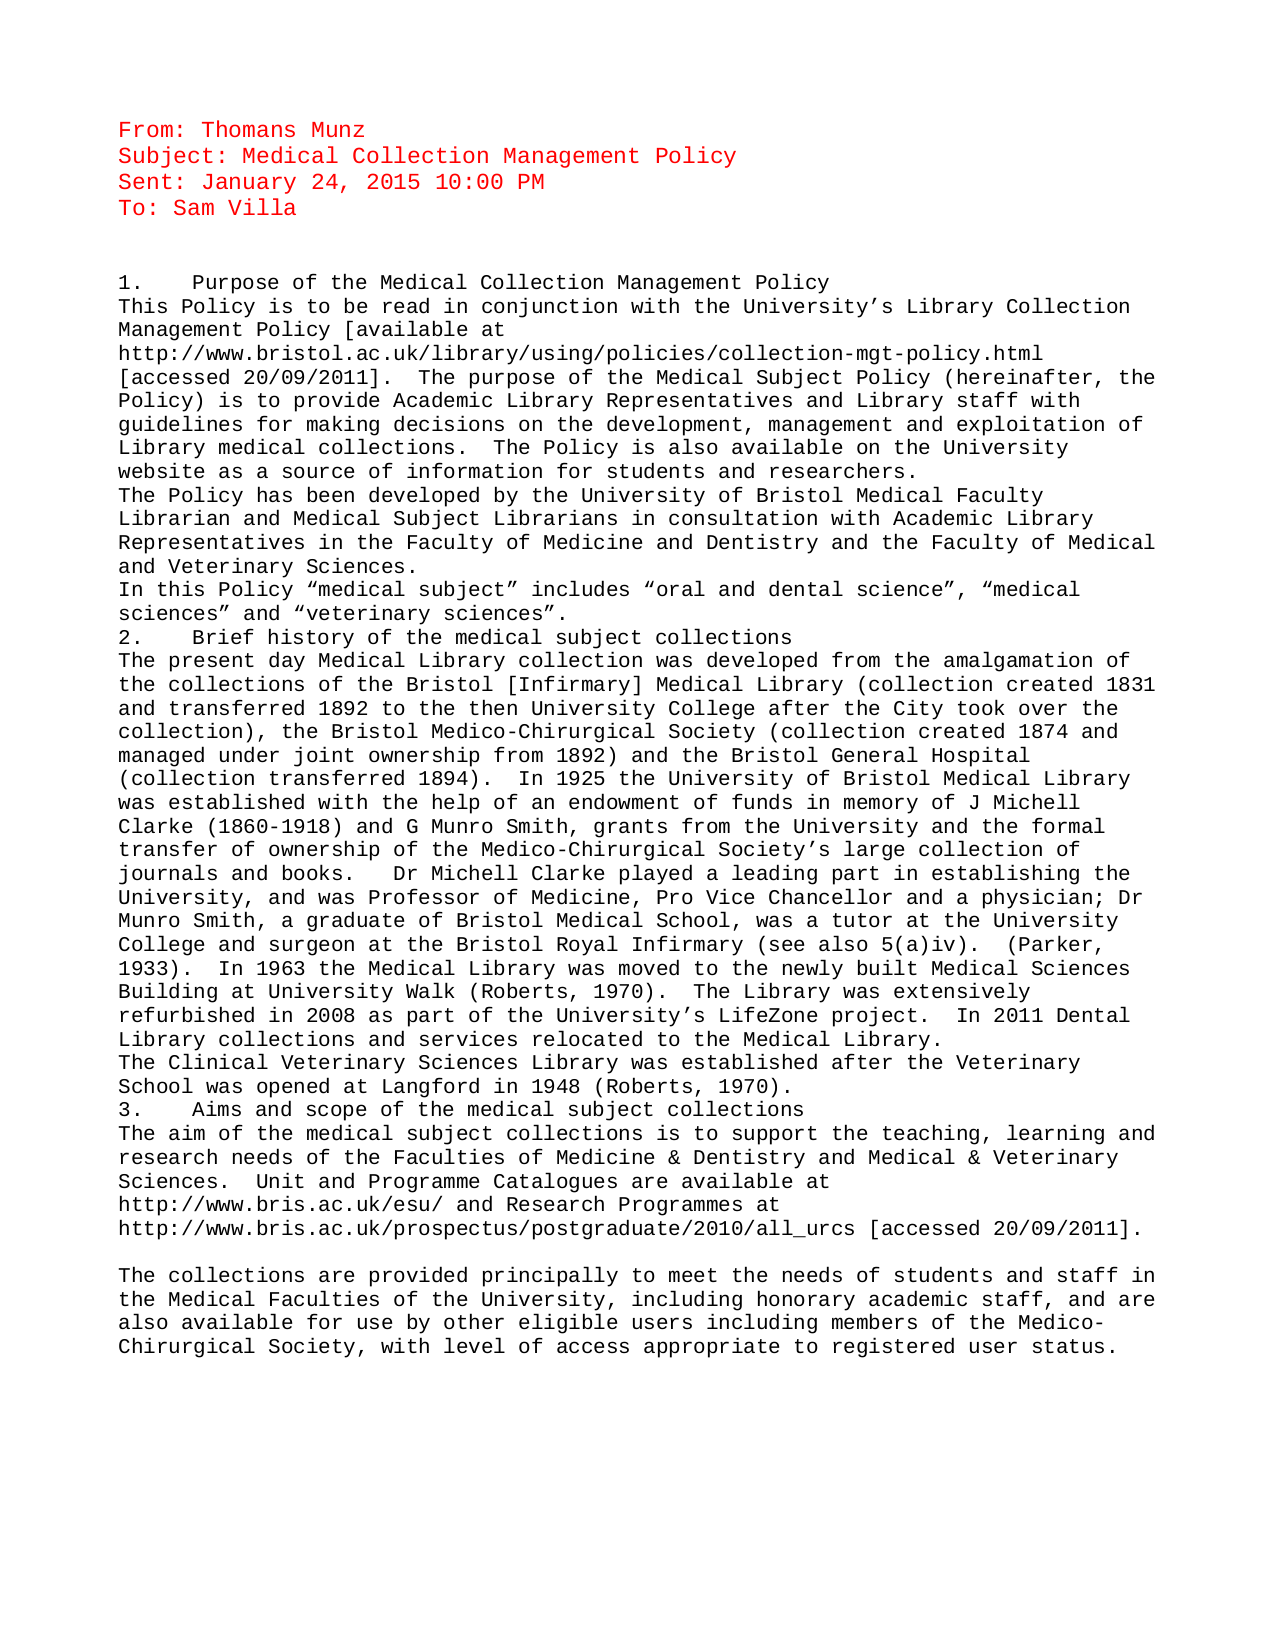 From: Thomans Munz
Subject: Medical Collection Management Policy
Sent: January 24, 2015 10:00 PM
To: Sam Villa
1. Purpose of the Medical Collection Management Policy
This Policy is to be read in conjunction with the University’s Library Collection
Management Policy [available at
http://www.bristol.ac.uk/library/using/policies/collection-mgt-policy.html
[accessed 20/09/2011]. The purpose of the Medical Subject Policy (hereinafter, the
Policy) is to provide Academic Library Representatives and Library staff with
guidelines for making decisions on the development, management and exploitation of
Library medical collections. The Policy is also available on the University
website as a source of information for students and researchers.
The Policy has been developed by the University of Bristol Medical Faculty
Librarian and Medical Subject Librarians in consultation with Academic Library
Representatives in the Faculty of Medicine and Dentistry and the Faculty of Medical
and Veterinary Sciences.
In this Policy “medical subject” includes “oral and dental science”, “medical
sciences” and “veterinary sciences”.
2. Brief history of the medical subject collections
The present day Medical Library collection was developed from the amalgamation of
the collections of the Bristol [Infirmary] Medical Library (collection created 1831
and transferred 1892 to the then University College after the City took over the
collection), the Bristol Medico-Chirurgical Society (collection created 1874 and
managed under joint ownership from 1892) and the Bristol General Hospital
(collection transferred 1894). In 1925 the University of Bristol Medical Library
was established with the help of an endowment of funds in memory of J Michell
Clarke (1860-1918) and G Munro Smith, grants from the University and the formal
transfer of ownership of the Medico-Chirurgical Society’s large collection of
journals and books. Dr Michell Clarke played a leading part in establishing the
University, and was Professor of Medicine, Pro Vice Chancellor and a physician; Dr
Munro Smith, a graduate of Bristol Medical School, was a tutor at the University
College and surgeon at the Bristol Royal Infirmary (see also 5(a)iv). (Parker,
1933). In 1963 the Medical Library was moved to the newly built Medical Sciences
Building at University Walk (Roberts, 1970). The Library was extensively
refurbished in 2008 as part of the University’s LifeZone project. In 2011 Dental
Library collections and services relocated to the Medical Library.
The Clinical Veterinary Sciences Library was established after the Veterinary
School was opened at Langford in 1948 (Roberts, 1970).
3. Aims and scope of the medical subject collections
The aim of the medical subject collections is to support the teaching, learning and
research needs of the Faculties of Medicine & Dentistry and Medical & Veterinary
Sciences. Unit and Programme Catalogues are available at
http://www.bris.ac.uk/esu/ and Research Programmes at
http://www.bris.ac.uk/prospectus/postgraduate/2010/all_urcs [accessed 20/09/2011].
The collections are provided principally to meet the needs of students and staff in
the Medical Faculties of the University, including honorary academic staff, and are
also available for use by other eligible users including members of the Medico-
Chirurgical Society, with level of access appropriate to registered user status.